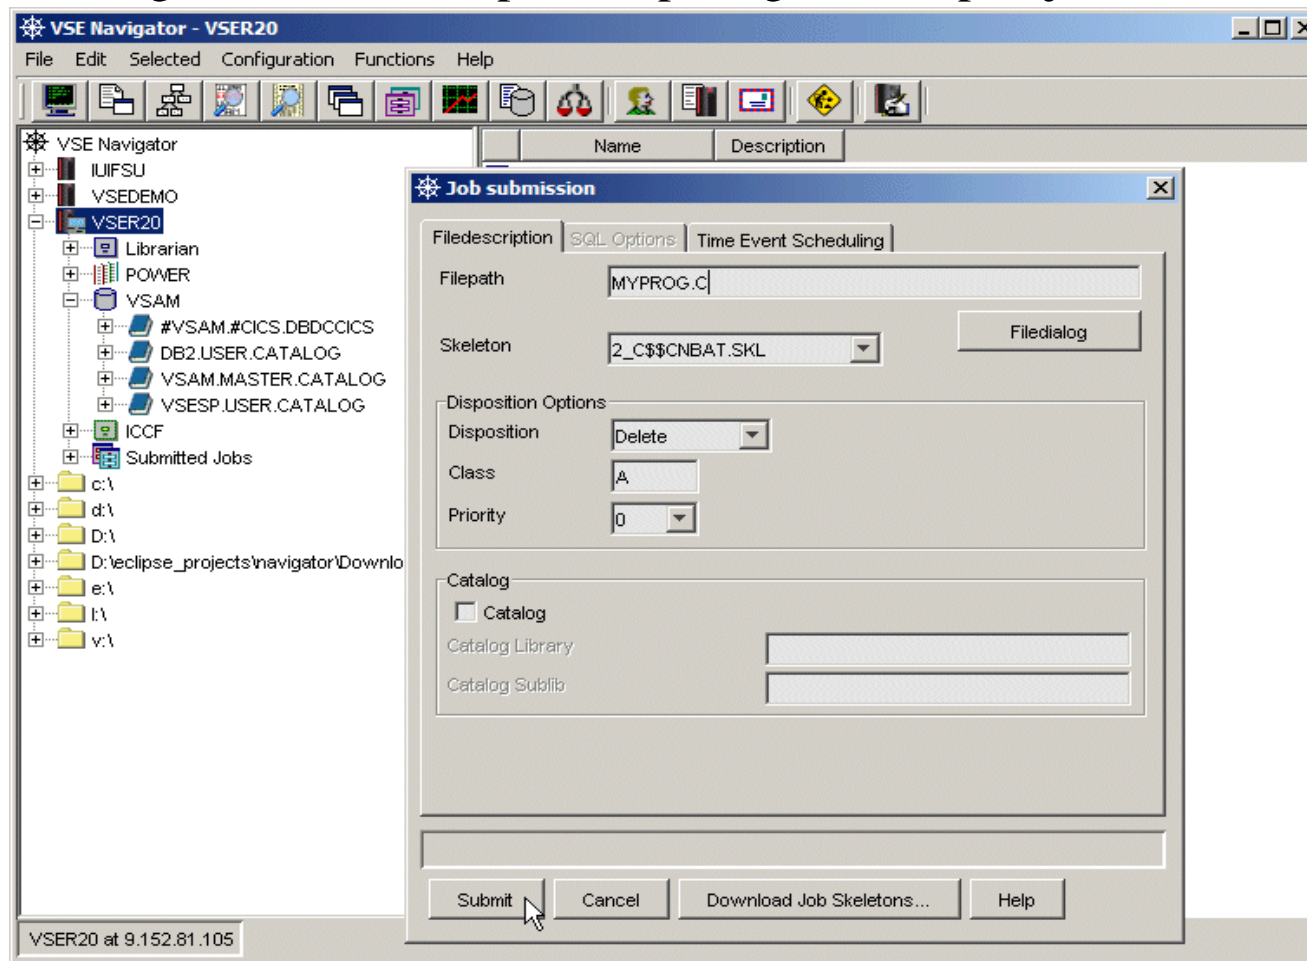 VSE Navigator - VSER20
File Edit Selected Configuration Functions Help
VSE Navigator
IUIFSU
VSEDEMO
VSER20
Librarian
POWER
VSAM
#VSAM.#CICS.DBDCCICS
DB2.USER.CATALOG
VSAM.MASTER.CATALOG
VSESP.USER.CATALOG
ICCF
Submitted Jobs
c:\
d:\
D:\
D:\eclipse_projects\navigator\Downlo
e:\
l:\
v:\
Name Description
Job submission
Filedescription SQL Options Time Event Scheduling
Filepath MYPROG.C
Filedialog
Skeleton 2_C$$CNBAT.SKL
Disposition Options
Disposition Delete
Class A
Priority 0
Catalog
Catalog
Catalog Library
Catalog Sublib
Submit Cancel Download Job Skeletons... Help
VSER20 at 9.152.81.105